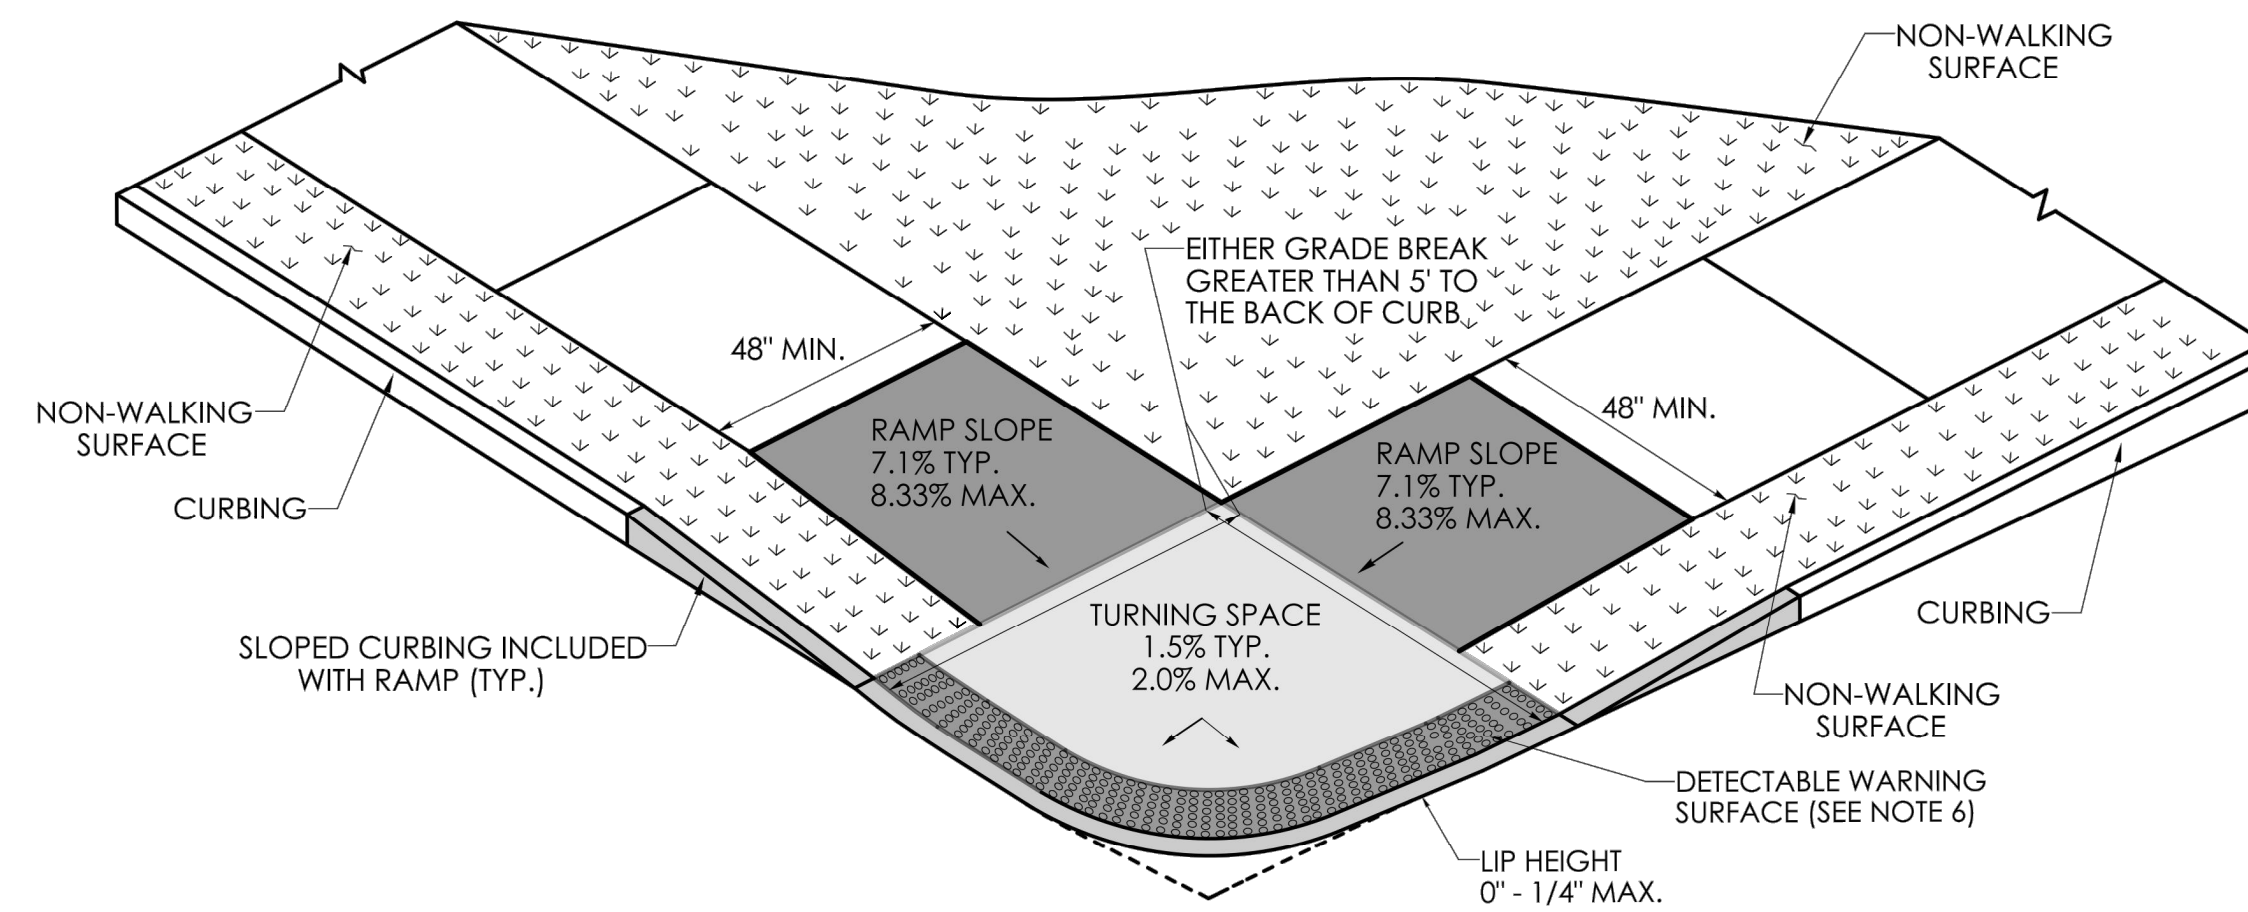 NON-WALKING
SURFACE
EITHER GRADE BREAK
GREATER THAN 5' TO
THE BACK OF CURB
48" MIN.
48" MIN.
NON-WALKING
SURFACE
RAMP SLOPE
7.1% TYP.
8.33% MAX.
RAMP SLOPE
7.1% TYP.
8.33% MAX.
CURBING
TURNING SPACE
1.5% TYP.
2.0% MAX.
CURBING
SLOPED CURBING INCLUDED
WITH RAMP (TYP.)
NON-WALKING
SURFACE
DETECTABLE WARNING
SURFACE (SEE NOTE 6)
LIP HEIGHT
0" - 1/4" MAX.